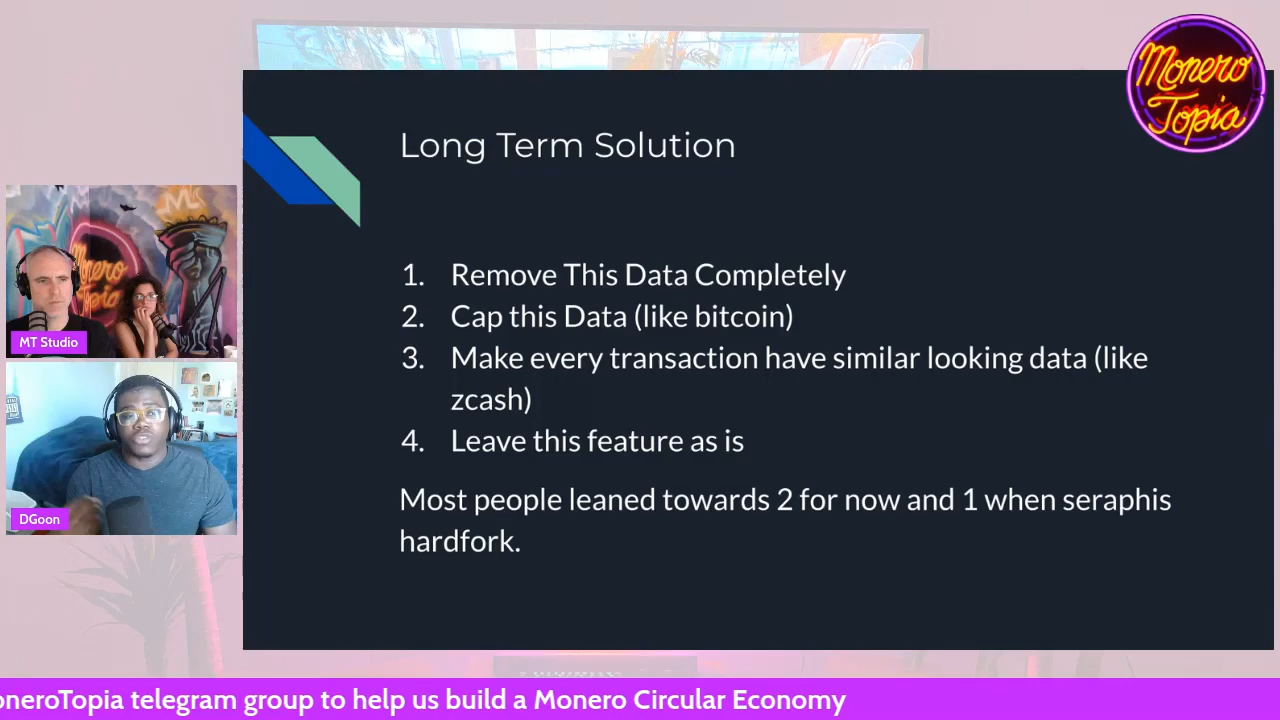 Monero
Topia
Long Term Solution
1. Remove This Data Completely
2. Cap this Data (like bitcoin)
3. Make every transaction have similar looking data (like
zcash)
4. Leave this feature as is
Most people leaned towards 2 for now and 1 when seraphis
hardfork.
Monero
Topia
MT Studio
DGoon
oneroTopia telegram group to help us build a Monero Circular Economy